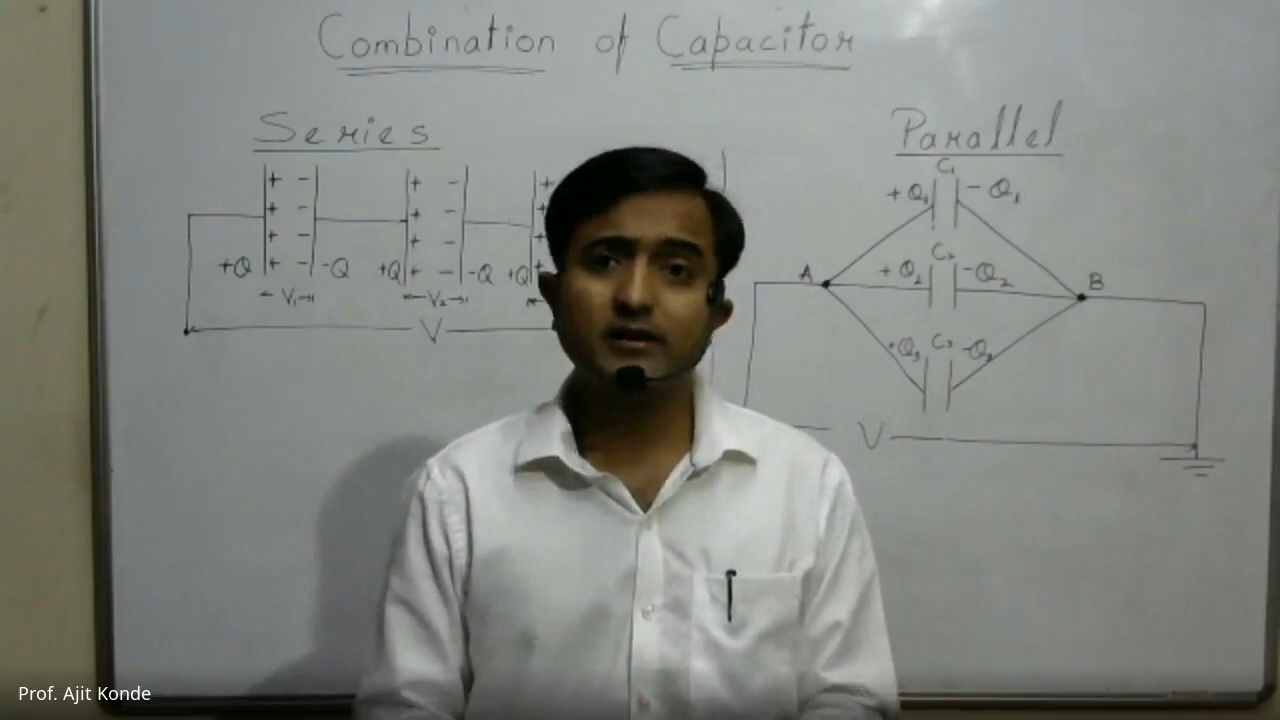 Combination of Capacitor
Series
+ - + - +
+ - + - +
+ - + - +
+Q + - -Q +Q + - -Q +Q +
V₁ V₂
V
Parallel
C₁
+Q₁ -Q₁
C₂
A +Q₂ -Q₂ B
C₃
+Q₃ -Q₃
V
Prof. Ajit Konde